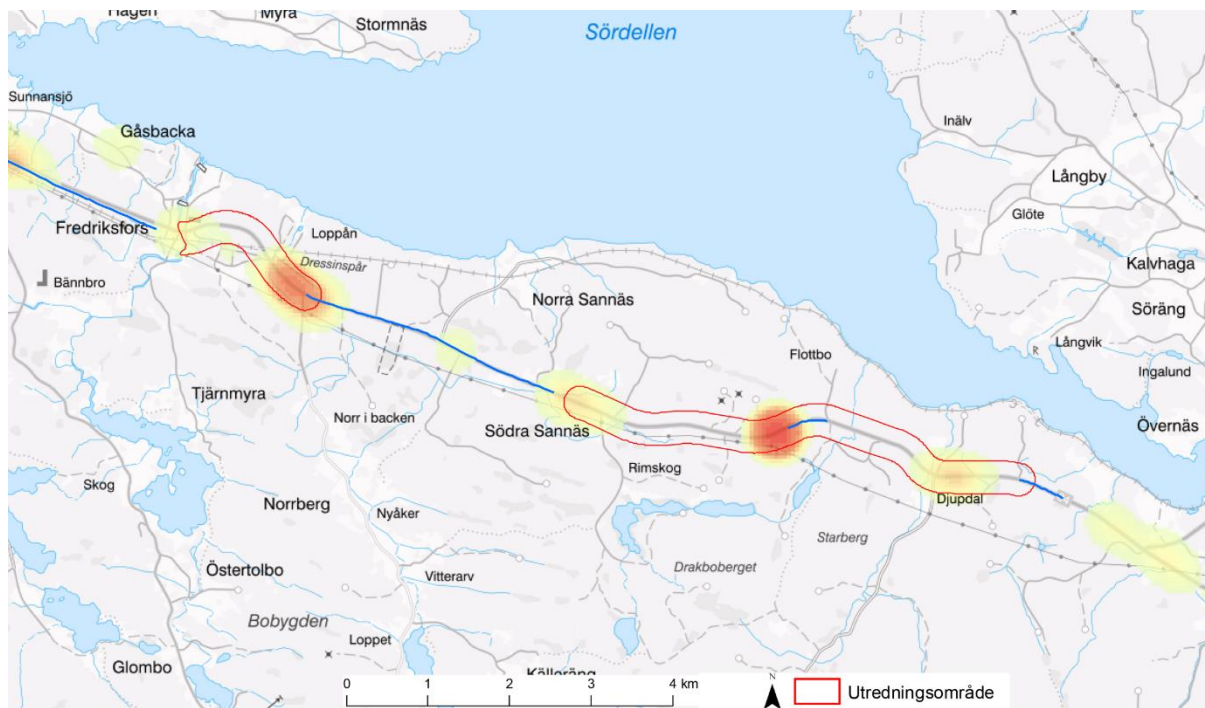 Hagen
Myra
Stormnäs
Sördellen
Sunnansjö
Gåsbacka
Inälv
Långby
Glöte
Fredriksfors
Loppån
Dressinspår
Kalvhaga
Bännbro
Norra Sannäs
Söräng
Långvik
Flottbo
Ingalund
Tjärnmyra
Norr i backen
Södra Sannäs
Övernäs
Rimskog
Skog
Djupdal
Norrberg
Nyåker
Starberg
Östertolbo
Vitterarv
Drakboberget
Bobygden
Loppet
Glombo
Källeräng
0 1 2 3 4 km
N
Utredningsområde